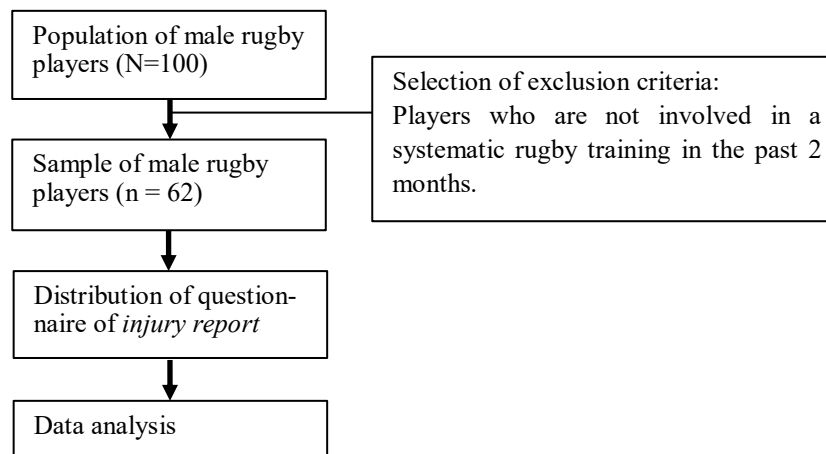 Population of male rugby
players (N=100)
Selection of exclusion criteria:
Players who are not involved in a
systematic rugby training in the past 2
months.
Sample of male rugby
players (n = 62)
Distribution of question-
naire of injury report
Data analysis